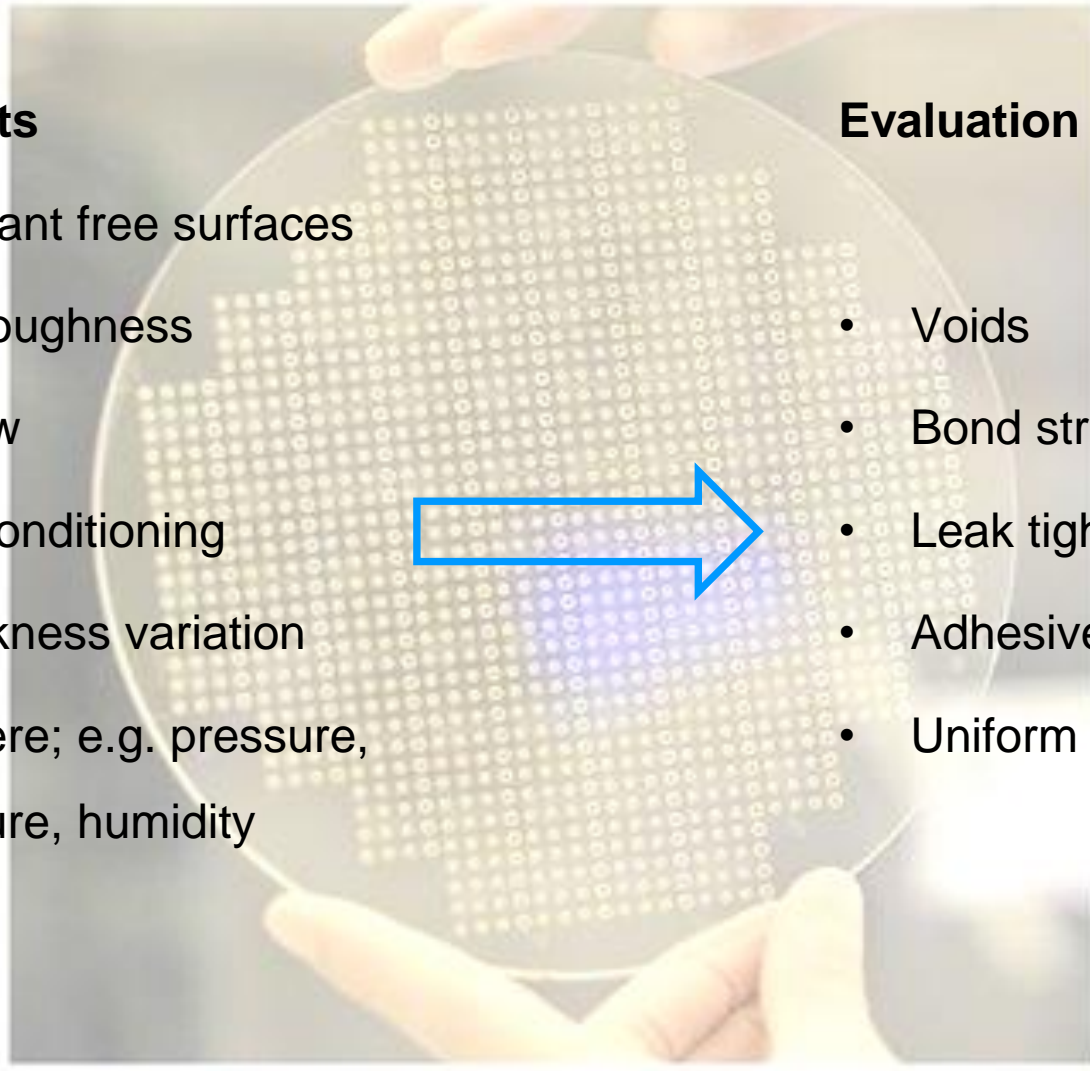 ts
ant free surfaces
oughness
w
onditioning
kness variation
ere; e.g. pressure,
ure, humidity
Evaluation
• Voids
• Bond str
• Leak tigh
• Adhesive
• Uniform